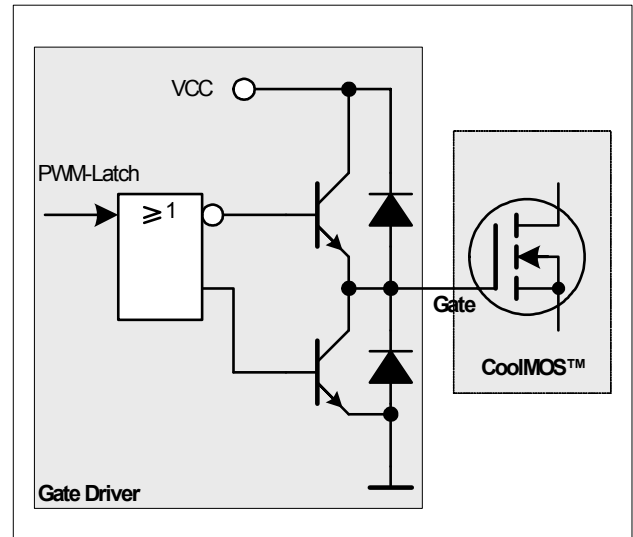 VCC
PWM-Latch
≥1
Gate
CoolMOS™
Gate Driver